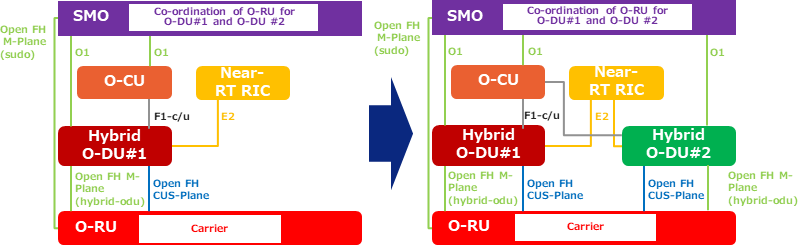 SMO
Co-ordination of O-RU for
O-DU#1 and O-DU #2
Open FH
M-Plane
(sudo)
O1
O1
O-CU
Near-
RT RIC
F1-c/u
E2
Hybrid
O-DU#1
Open FH M-
Plane
(hybrid-odu)
Open FH
CUS-Plane
O-RU
Carrier
SMO
Co-ordination of O-RU for
O-DU#1 and O-DU #2
Open FH
M-Plane
(sudo)
O1
O1
O1
O-CU
Near-
RT RIC
F1-c/u
E2
Hybrid
O-DU#1
Hybrid
O-DU#2
Open FH M-
Plane
(hybrid-odu)
Open FH
CUS-Plane
Open FH
CUS-Plane
Open FH M-
Plane
(hybrid-odu)
O-RU
Carrier